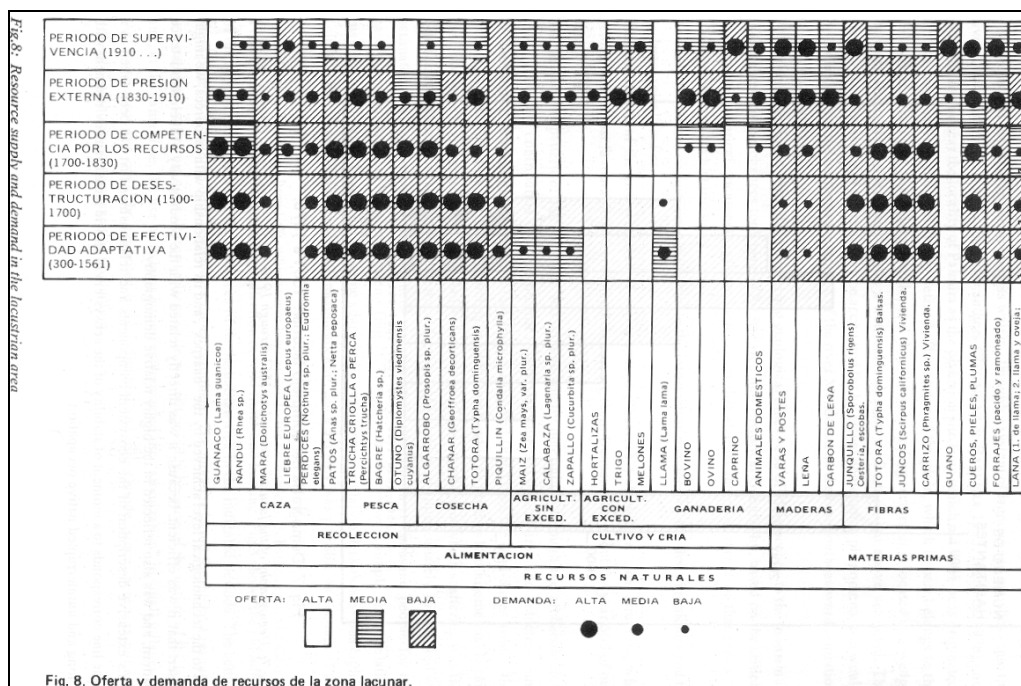 Fig.8: Resource supply and demand in the lacustrian area
PERIODO DE SUPERVI-
VENCIA (1910 . . .)
PERIODO DE PRESION
EXTERNA (1830-1910)
PERIODO DE COMPETEN-
CIA POR LOS RECURSOS
(1700-1830)
PERIODO DE DESES-
TRUCTURACION (1500-
1700)
PERIODO DE EFECTIVI-
DAD ADAPTATIVA
(300-1561)
GUANACO (Lama guanicoe)
ÑANDU (Rhea sp.)
MARA (Dolichotys australis)
LIEBRE EUROPEA (Lepus europaeus)
PERDICES (Nothura sp. plur.; Eudromia
elegans)
PATOS (Anas sp. plur.; Netta peposaca)
TRUCHA CRIOLLA o PERCA
(Percichtys trucha)
BAGRE (Hatcheria sp.)
OTUNO (Diplomystes viedmensis
cuyanus)
ALGARROBO (Prosopis sp. plur.)
CHAÑAR (Geoffroea decorticans)
TOTORA (Typha dominguensis)
PIQUILLIN (Condalia microphylla)
MAIZ (Zea mays, var. plur.)
CALABAZA (Lagenaria sp. plur.)
ZAPALLO (Cucurbita sp. plur.)
HORTALIZAS
TRIGO
MELONES
LLAMA (Lama lama)
BOVINO
OVINO
CAPRINO
ANIMALES DOMESTICOS
VARAS Y POSTES
LEÑA
CARBON DE LEÑA
JUNQUILLO (Sporobolus rigens)
Cestería, escobas.
TOTORA (Typha dominguensis) Balsas.
JUNCOS (Scirpus californicus) Vivienda.
CARRIZO (Phragmites sp.) Vivienda.
GUANO
CUEROS, PIELES, PLUMAS
FORRAJES (pacido y ramoneado)
LANA (1. de llama; 2. llama y oveja;
CAZA
PESCA
COSECHA
AGRICULT.
SIN
EXCED.
AGRICULT.
CON
EXCED.
GANADERIA
MADERAS
FIBRAS
RECOLECCION
CULTIVO Y CRIA
ALIMENTACION
MATERIAS PRIMAS
RECURSOS NATURALES
OFERTA: ALTA MEDIA BAJA DEMANDA: ALTA MEDIA BAJA
Fig. 8. Oferta y demanda de recursos de la zona lacunar.